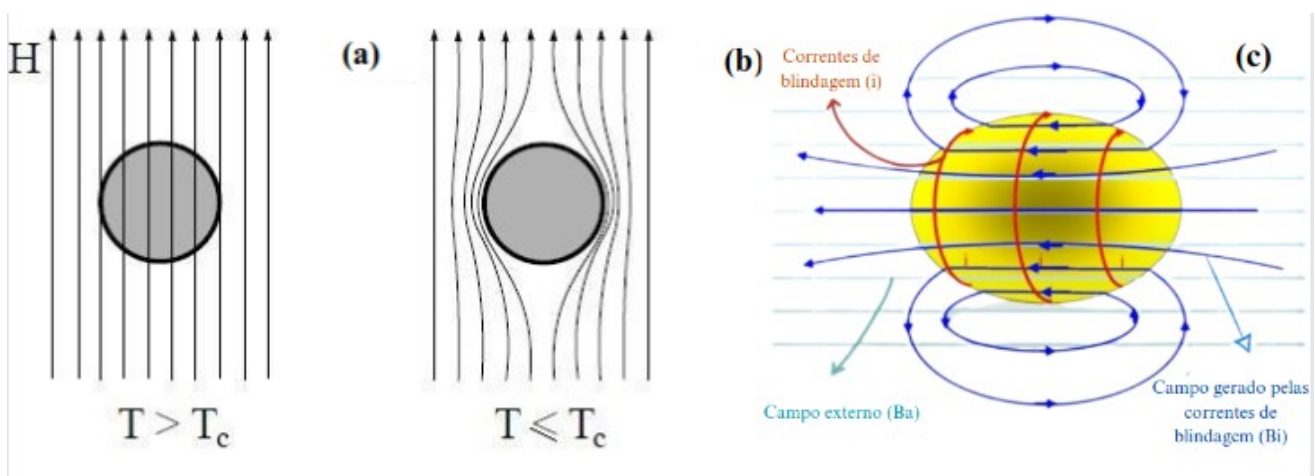 H
(a)
(b)
(c)
T > Tc
T ⩽ Tc
Correntes de
blindagem (i)
Campo externo (Ba)
Campo gerado pelas
correntes de
blindagem (Bi)